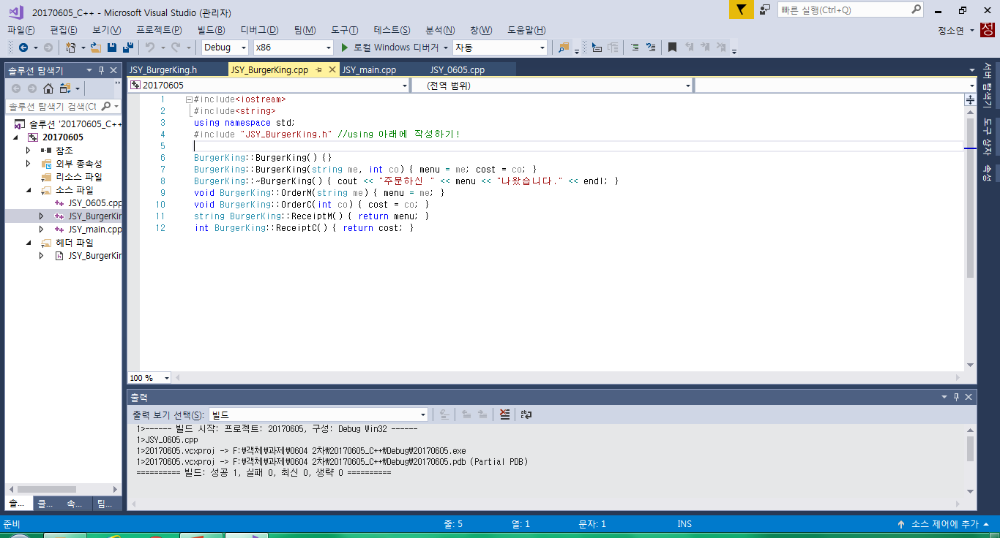 20170605_C++ - Microsoft Visual Studio (관리자)
빠른 실행(Ctrl+Q)
파일(F) 편집(E) 보기(V) 프로젝트(P) 빌드(B) 디버그(D) 팀(M) 도구(T) 테스트(S) 분석(N) 창(W) 도움말(H)
정소연 정
Debug x86 로컬 Windows 디버거 자동
솔루션 탐색기
솔루션 탐색기 검색(Ct
솔루션 '20170605_C++
20170605
참조
외부 종속성
리소스 파일
소스 파일
JSY_0605.cpp
JSY_BurgerKin
JSY_main.cpp
헤더 파일
JSY_BurgerKin
솔... 클... 속... 팀...
JSY_BurgerKing.h JSY_BurgerKing.cpp JSY_main.cpp JSY_0605.cpp
20170605 (전역 범위)
1 #include<iostream>
2 #include<string>
3 using namespace std;
4 #include "JSY_BurgerKing.h" //using 아래에 작성하기!
5
6 BurgerKing::BurgerKing() {}
7 BurgerKing::BurgerKing(string me, int co) { menu = me; cost = co; }
8 BurgerKing::~BurgerKing() { cout << "주문하신 " << menu << "나왔습니다." << endl; }
9 void BurgerKing::OrderM(string me) { menu = me; }
10 void BurgerKing::OrderC(int co) { cost = co; }
11 string BurgerKing::ReceiptM() { return menu; }
12 int BurgerKing::ReceiptC() { return cost; }
100 %
출력
출력 보기 선택(S): 빌드
1>------ 빌드 시작: 프로젝트: 20170605, 구성: Debug Win32 ------
1>JSY_0605.cpp
1>20170605.vcxproj -> F:₩객체₩과제₩0604 2차₩20170605_C++₩Debug₩20170605.exe
1>20170605.vcxproj -> F:₩객체₩과제₩0604 2차₩20170605_C++₩Debug₩20170605.pdb (Partial PDB)
========== 빌드: 성공 1, 실패 0, 최신 0, 생략 0 ==========
서버 탐색기
도구 상자
속성
준비 줄: 5 열: 1 문자: 1 INS 소스 제어에 추가